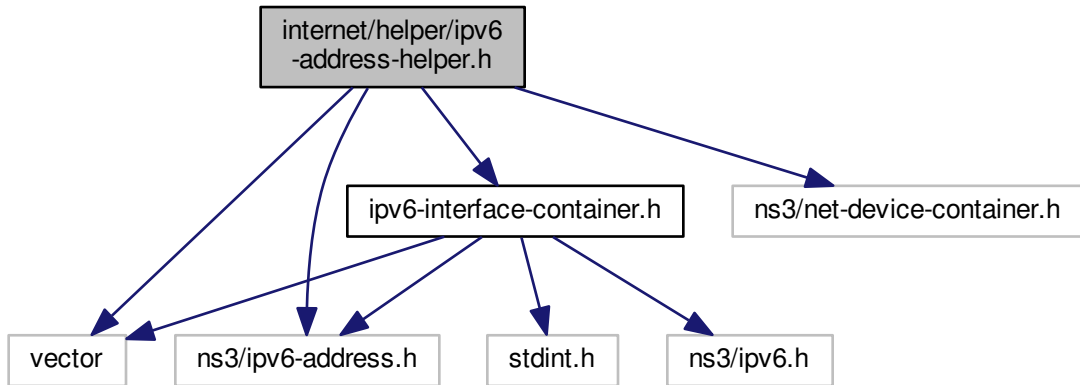 internet/helper/ipv6
-address-helper.h
ipv6-interface-container.h
ns3/net-device-container.h
vector
ns3/ipv6-address.h
stdint.h
ns3/ipv6.h